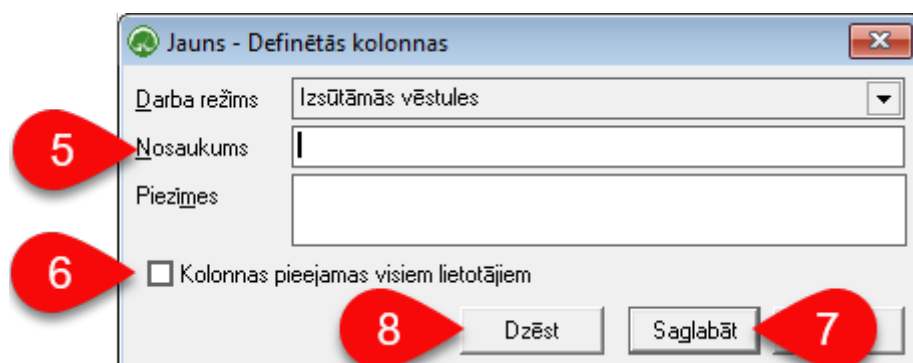 Jauns - Definētās kolonnas
Darba režīms Izsūtāmās vēstules
5 Nosaukums
Piezīmes
6 Kolonnas pieejamas visiem lietotājiem
8 Dzēst Saglabāt 7